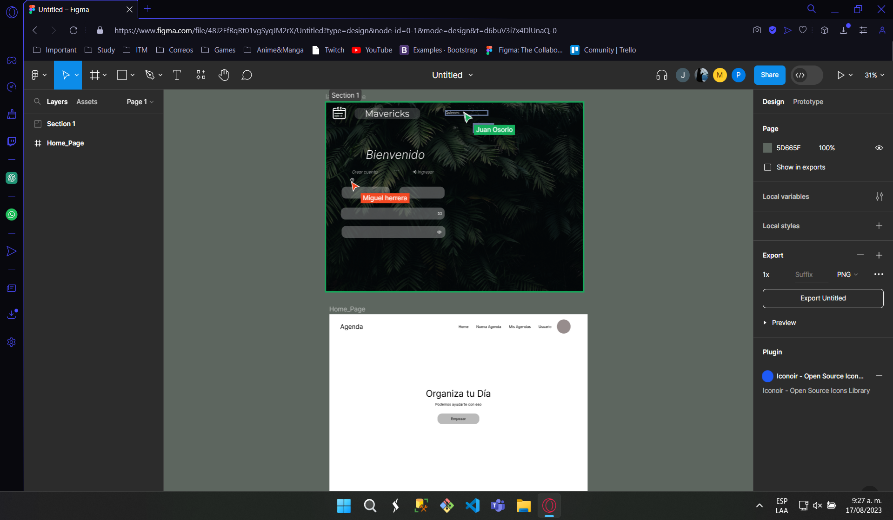 Untitled – Figma
https://www.figma.com/file/48J2FfRqRt01vgSyqIM2rX/Untitled?type=design&node-id=0-1&mode=design&t=d6buV3i7x4DlUnaQ-0
Important
Study
ITM
Correos
Games
Anime&Manga
Twitch
YouTube
Examples · Bootstrap
Figma: The Collabo...
Comunity | Trello
Untitled
J
M
P
Share
31%
Layers
Assets
Page 1
Section 1
Home_Page
Section 1
Mavericks
Juan Osorio
Bienvenido
Crear cuenta
Ingresar
Miguel herrera
Home_Page
Agenda
Home
Nueva Agenda
Mis Agendas
Usuario
Organiza tu Día
Podemos ayudarte con eso
Empezar
Design
Prototype
Page
5D665F
100%
Show in exports
Local variables
Local styles
Export
1x
Suffix
PNG
Export Untitled
Preview
Plugin
Iconoir - Open Source Icon...
Iconoir - Open Source Icons Library
ESP
LAA
9:27 a. m.
17/08/2023